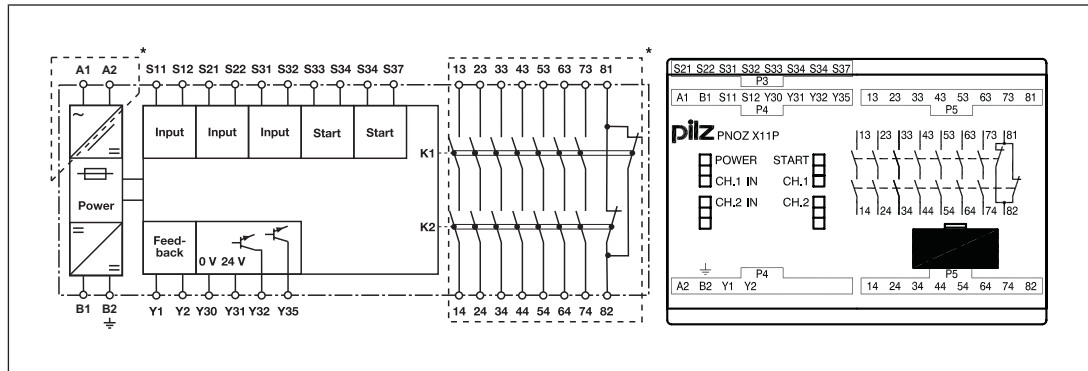 * *
A1 A2 S11 S12 S21 S22 S31 S32 S33 S34 S34 S37 13 23 33 43 53 63 73 81
~
=
Input Input Input Start Start
K1
Power
=
=
Feed-
back
0 V 24 V
K2
B1 B2 Y1 Y2 Y30 Y31 Y32 Y35 14 24 34 44 54 64 74 82
S21 S22 S31 S32 S33 S34 S34 S37
P3
A1 B1 S11 S12 Y30 Y31 Y32 Y35 13 23 33 43 53 63 73 81
P4 P5
pilz PNOZ X11P
13 23 33 43 53 63 73 81
POWER START
CH.1 IN CH.1
CH.2 IN CH.2
14 24 34 44 54 64 74 82
P4 P5
A2 B2 Y1 Y2 14 24 34 44 54 64 74 82